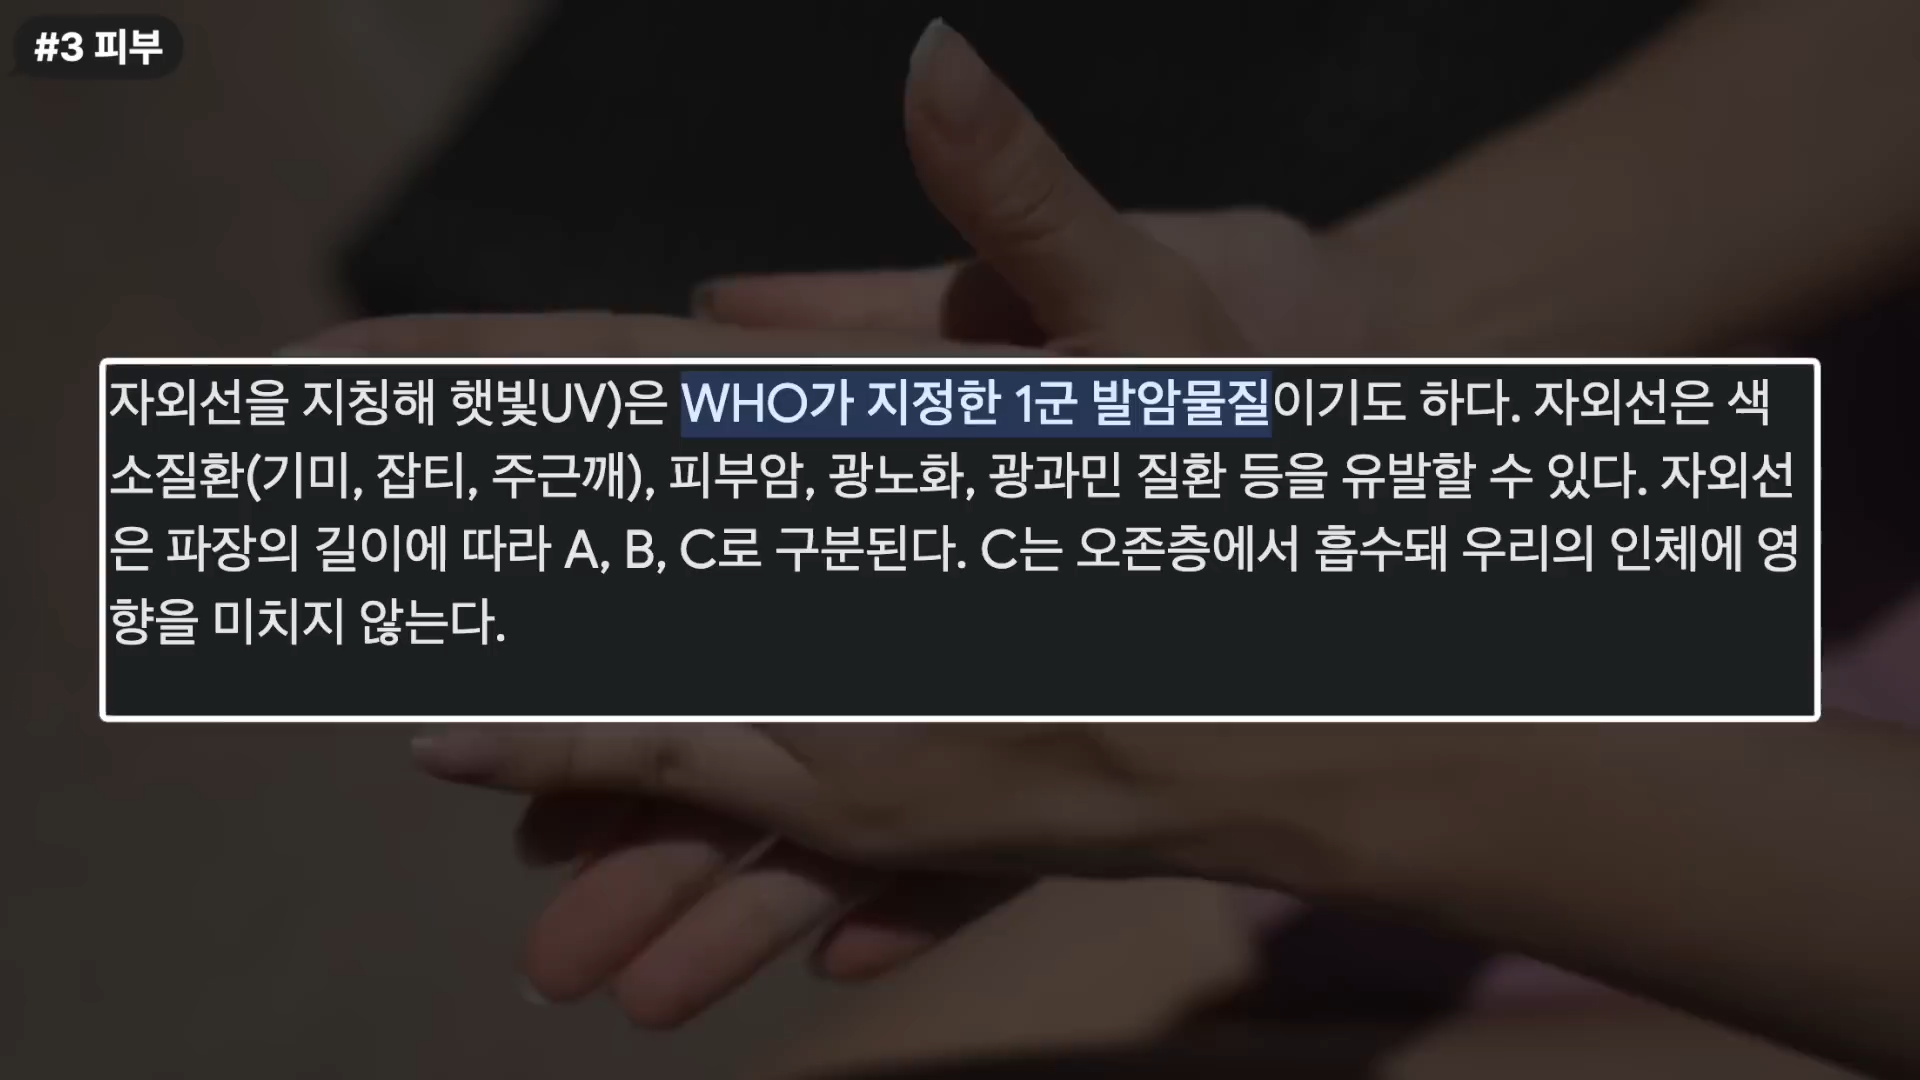 #3 피부
자외선을 지칭해 햇빛UV)은 WHO가 지정한 1군 발암물질이기도 하다. 자외선은 색
소질환(기미, 잡티, 주근깨), 피부암, 광노화, 광과민 질환 등을 유발할 수 있다. 자외선
은 파장의 길이에 따라 A, B, C로 구분된다. C는 오존층에서 흡수돼 우리의 인체에 영
향을 미치지 않는다.